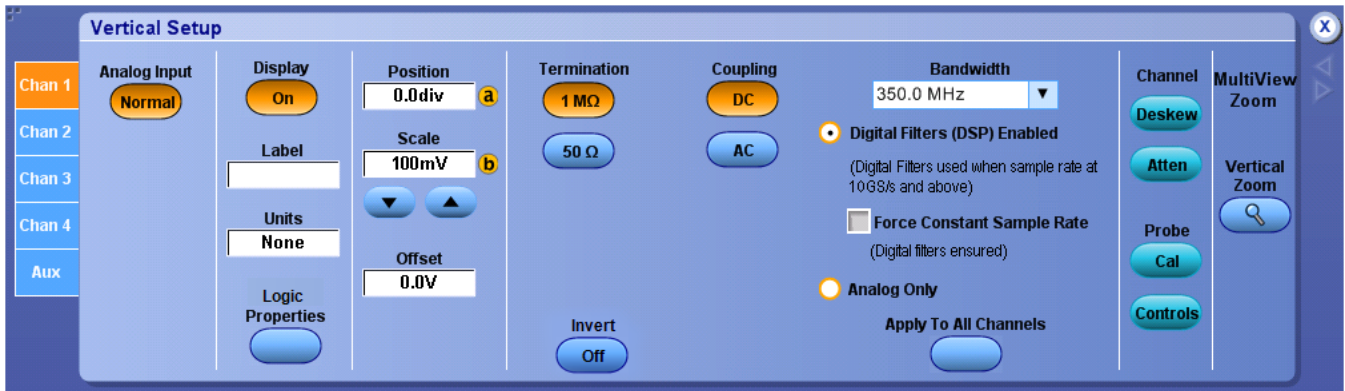 Vertical Setup
X
Chan 1
Chan 2
Chan 3
Chan 4
Aux
Analog Input
Normal
Display
On
Label
Units
None
Logic
Properties
Position
0.0div
a
Scale
100mV
b
Offset
0.0V
Termination
1 MΩ
50 Ω
Invert
Off
Coupling
DC
AC
Bandwidth
350.0 MHz
Digital Filters (DSP) Enabled
(Digital Filters used when sample rate at
10GS/s and above)
Force Constant Sample Rate
(Digital filters ensured)
Analog Only
Apply To All Channels
Channel
Deskew
Atten
Probe
Cal
Controls
MultiView
Zoom
Vertical
Zoom